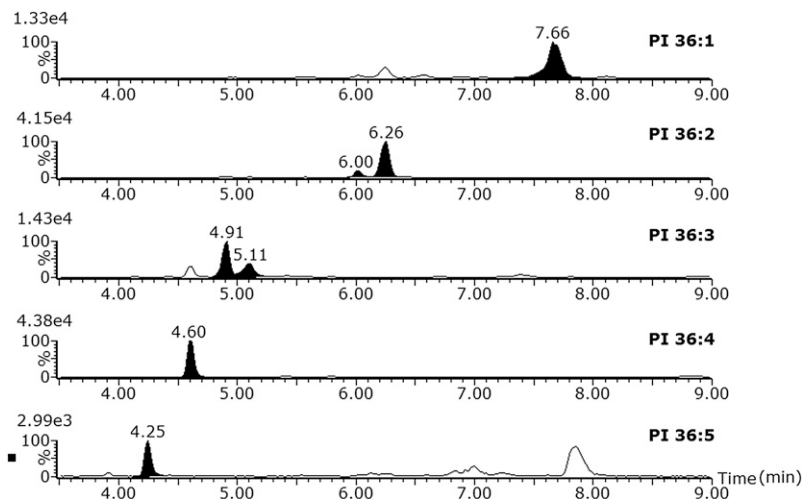 1.33e4
7.66
PI 36:1
100
%
0
4.00 5.00 6.00 7.00 8.00 9.00
4.15e4
6.26
PI 36:2
100
6.00
%
0
4.00 5.00 6.00 7.00 8.00 9.00
1.43e4
4.91
PI 36:3
100
5.11
%
0
4.00 5.00 6.00 7.00 8.00 9.00
4.38e4
4.60
PI 36:4
100
%
0
4.00 5.00 6.00 7.00 8.00 9.00
2.99e3
4.25
PI 36:5
100
%
0
Time (min)
4.00 5.00 6.00 7.00 8.00 9.00